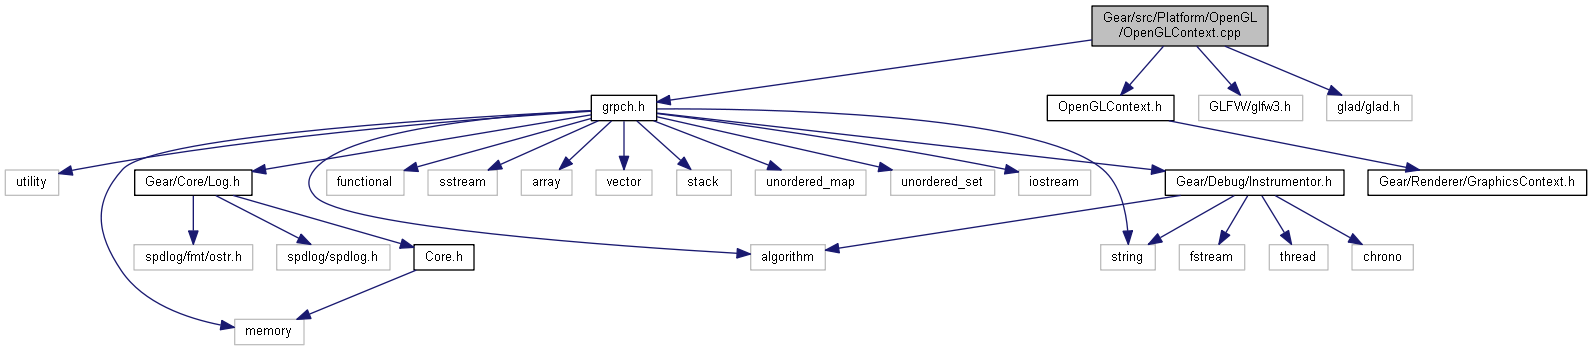 Gear/src/Platform/OpenGL
/OpenGLContext.cpp
grpch.h
OpenGLContext.h
GLFW/glfw3.h
glad/glad.h
utility
Gear/Core/Log.h
functional
sstream
array
vector
stack
unordered_map
unordered_set
iostream
Gear/Debug/Instrumentor.h
Gear/Renderer/GraphicsContext.h
spdlog/fmt/ostr.h
spdlog/spdlog.h
Core.h
algorithm
string
fstream
thread
chrono
memory